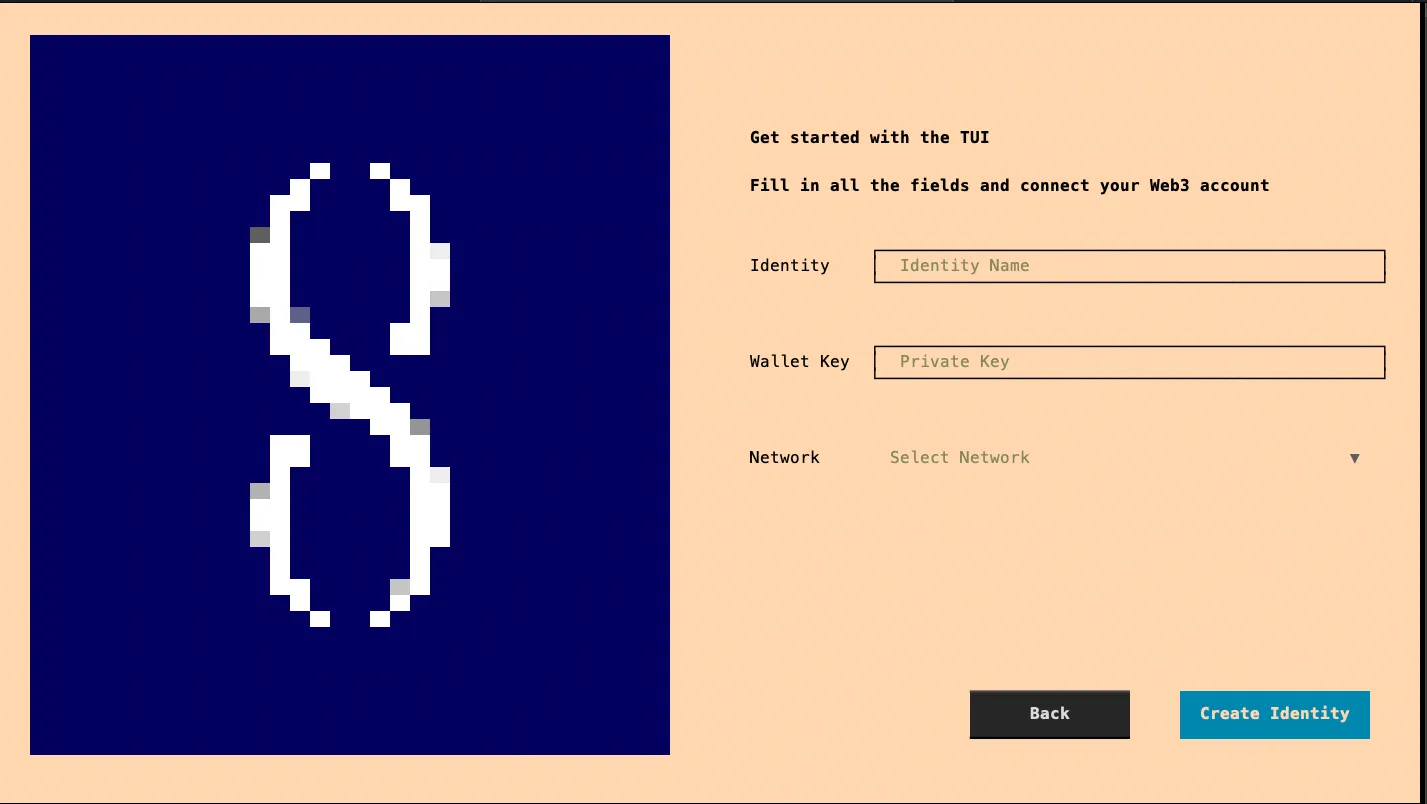 Get started with the TUI
Fill in all the fields and connect your Web3 account
Identity Identity Name
Wallet Key Private Key
Network Select Network ▼
Back Create Identity